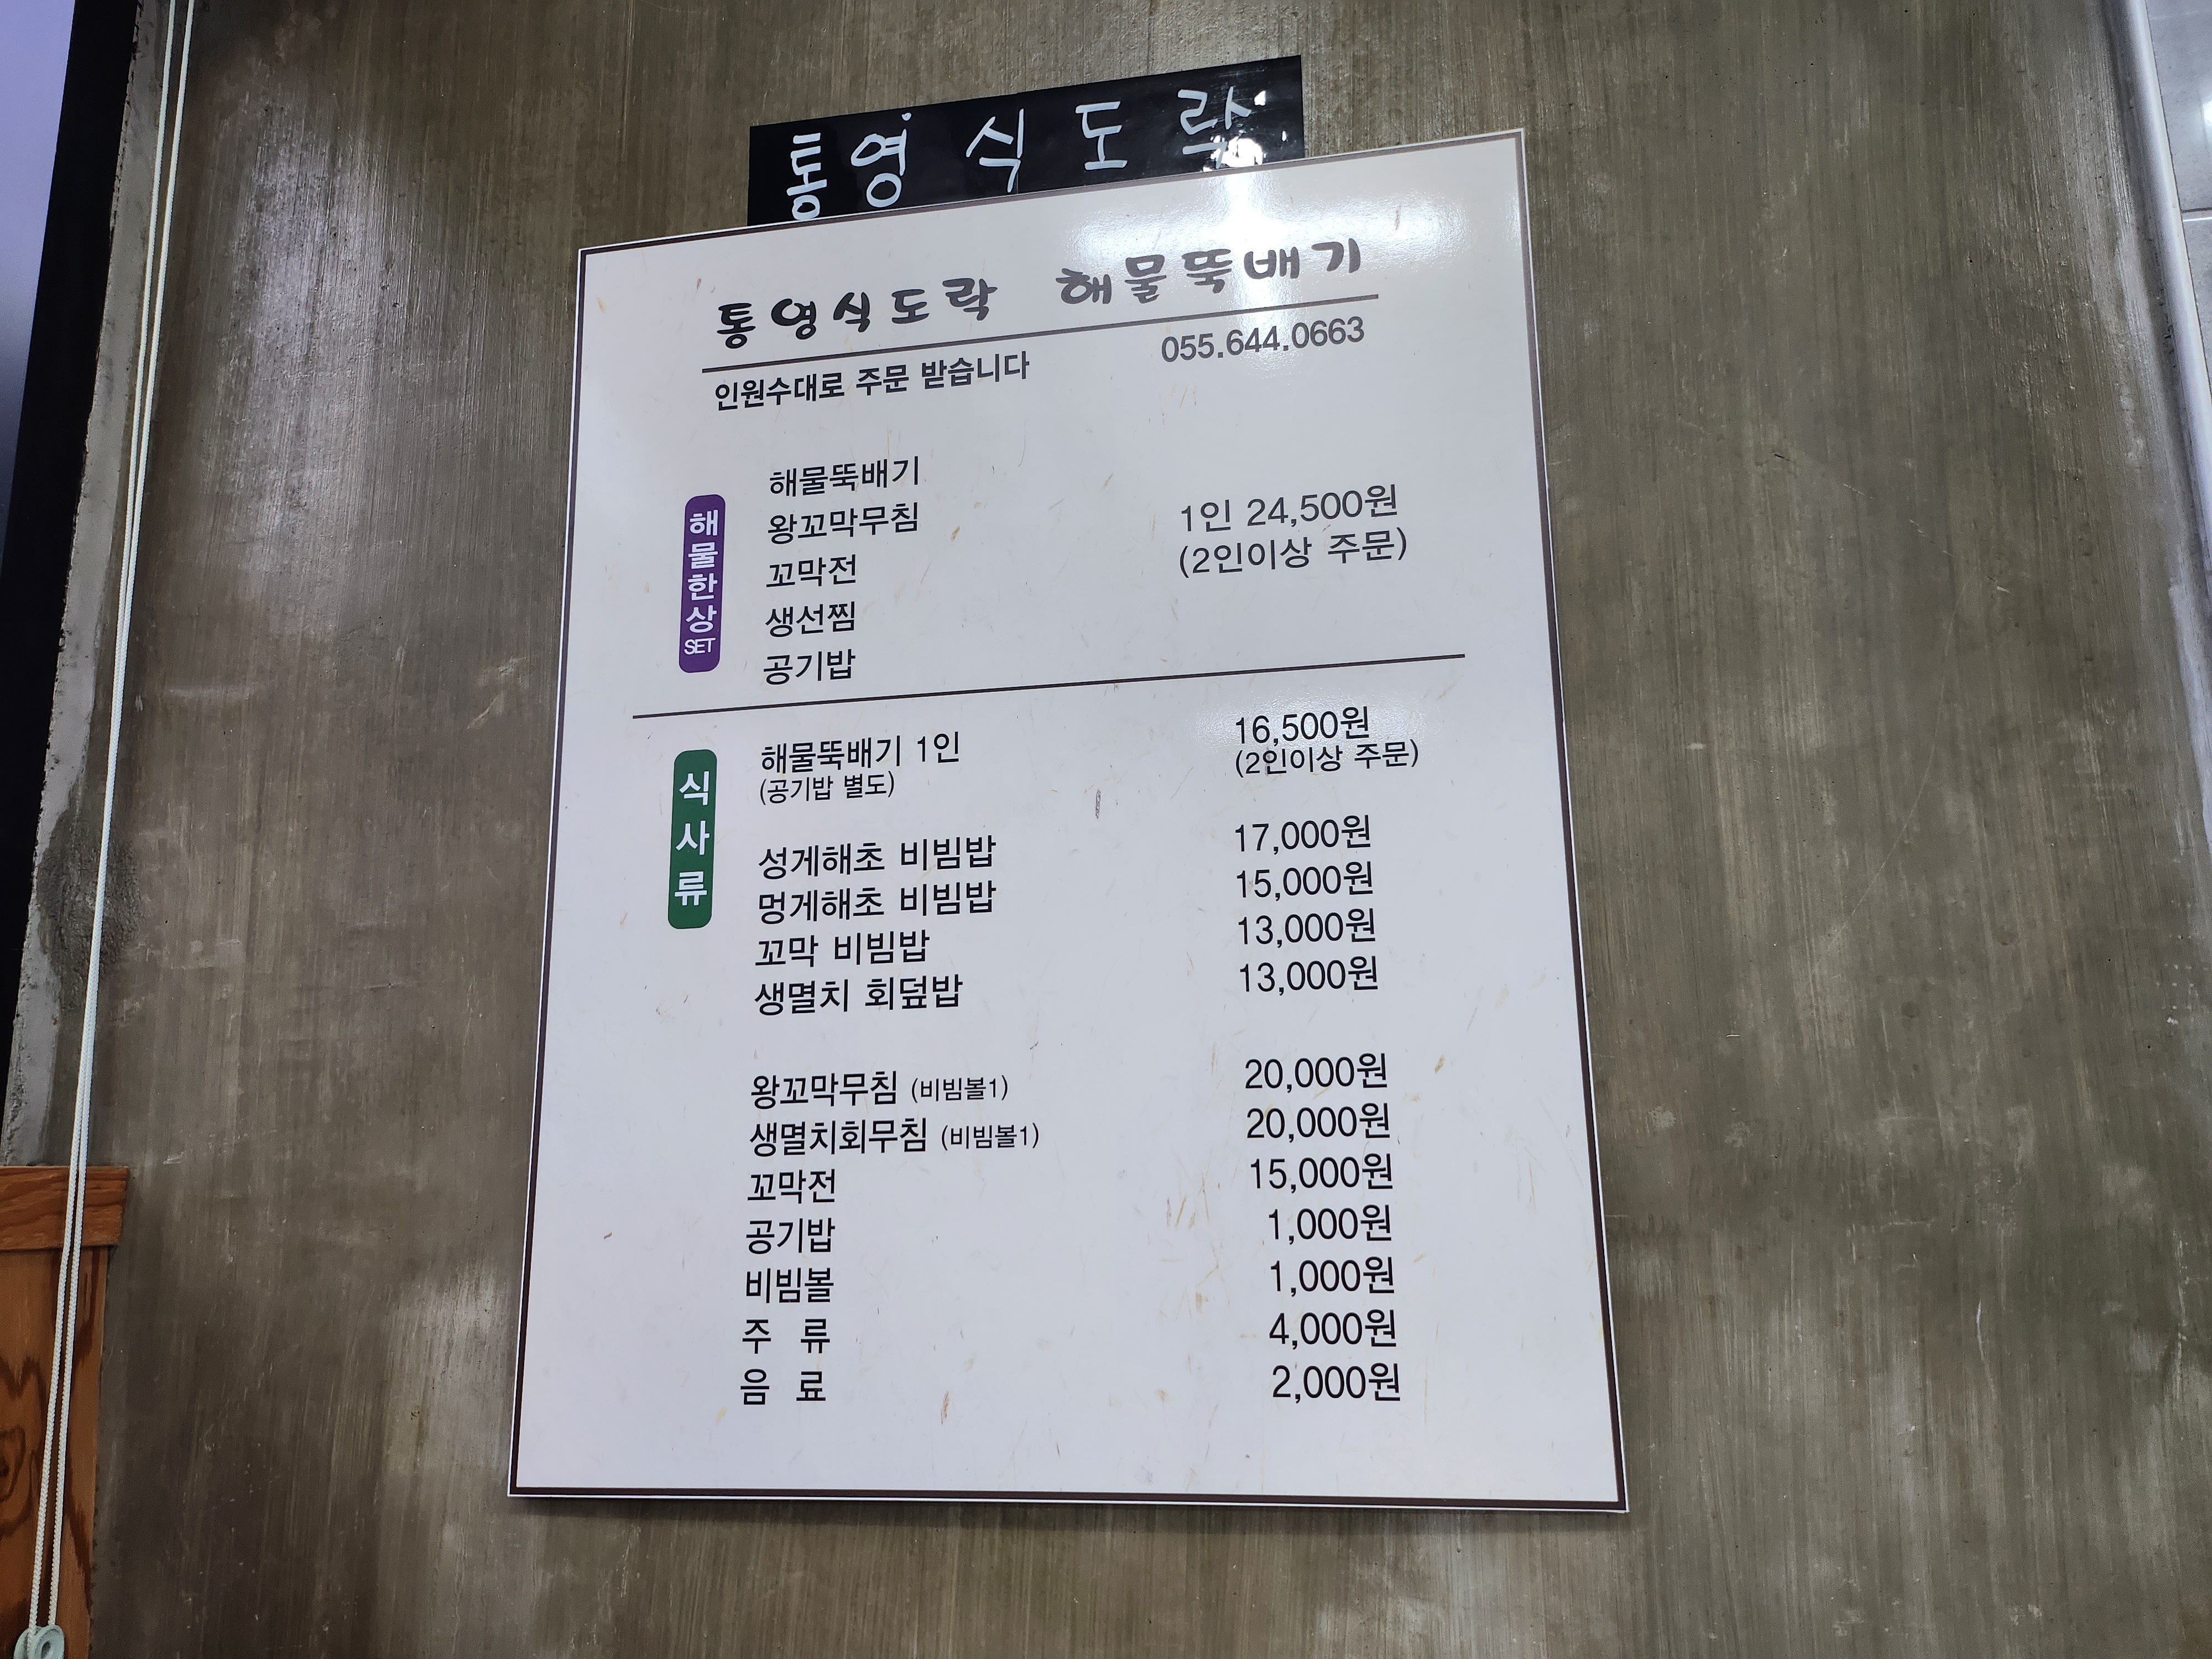 통영 식도락
통영식도락 해물뚝배기
인원수대로 주문 받습니다 055.644.0663
해물한상 SET
해물뚝배기
왕꼬막무침
꼬막전
생선찜
공기밥
1인 24,500원
(2인이상 주문)
식사류
해물뚝배기 1인 16,500원
(공기밥 별도) (2인이상 주문)
성게해초 비빔밥 17,000원
멍게해초 비빔밥 15,000원
꼬막 비빔밥 13,000원
생멸치 회덮밥 13,000원
왕꼬막무침 (비빔볼1) 20,000원
생멸치회무침 (비빔볼1) 20,000원
꼬막전 15,000원
공기밥 1,000원
비빔볼 1,000원
주 류 4,000원
음 료 2,000원